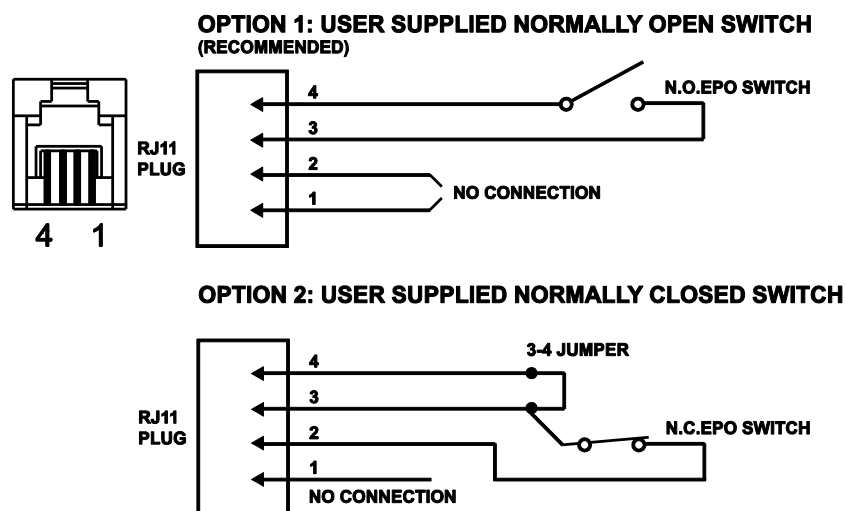 OPTION 1: USER SUPPLIED NORMALLY OPEN SWITCH
(RECOMMENDED)
4
N.O.EPO SWITCH
3
RJ11
PLUG
2
NO CONNECTION
1
4 1
OPTION 2: USER SUPPLIED NORMALLY CLOSED SWITCH
3-4 JUMPER
4
3
RJ11
PLUG
2
N.C.EPO SWITCH
1
NO CONNECTION